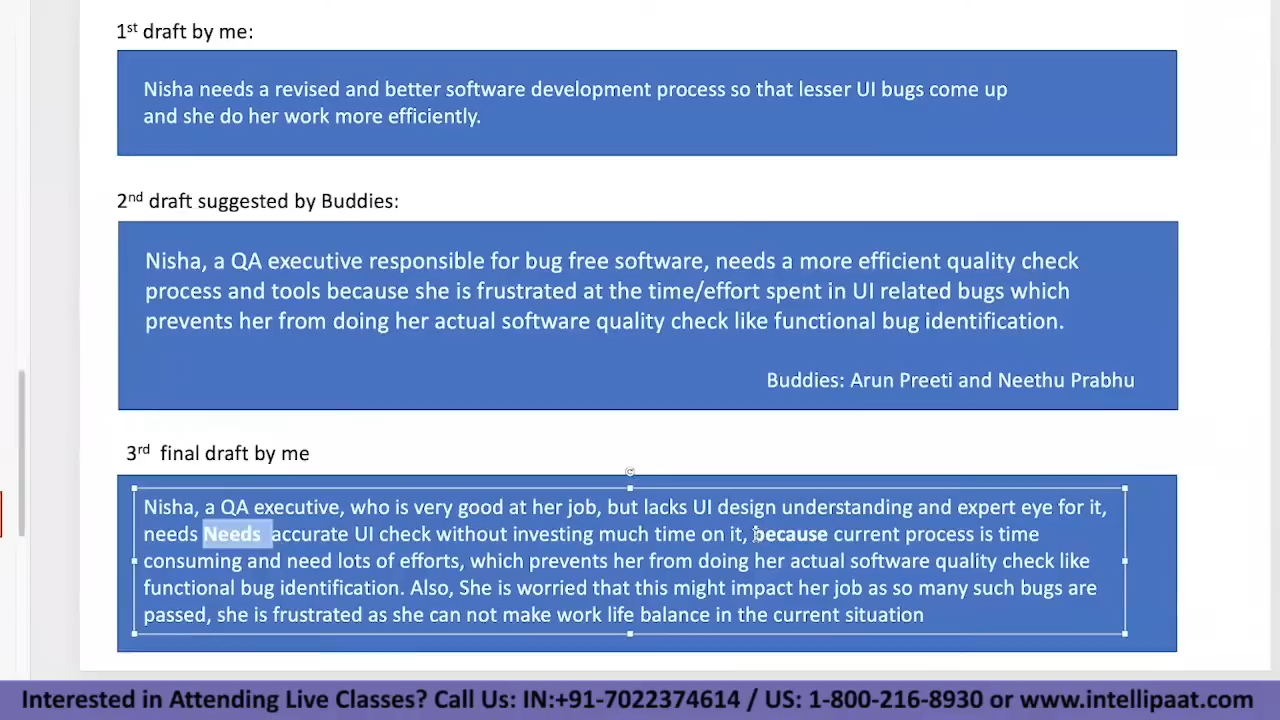 1st draft by me:
Nisha needs a revised and better software development process so that lesser UI bugs come up
and she do her work more efficiently.
2nd draft suggested by Buddies:
Nisha, a QA executive responsible for bug free software, needs a more efficient quality check
process and tools because she is frustrated at the time/effort spent in UI related bugs which
prevents her from doing her actual software quality check like functional bug identification.
Buddies: Arun Preeti and Neethu Prabhu
3rd final draft by me
Nisha, a QA executive, who is very good at her job, but lacks UI design understanding and expert eye for it,
needs Needs accurate UI check without investing much time on it, because current process is time
consuming and need lots of efforts, which prevents her from doing her actual software quality check like
functional bug identification. Also, She is worried that this might impact her job as so many such bugs are
passed, she is frustrated as she can not make work life balance in the current situation
Interested in Attending Live Classes? Call Us: IN:+91-7022374614 / US: 1-800-216-8930 or www.intellipaat.com